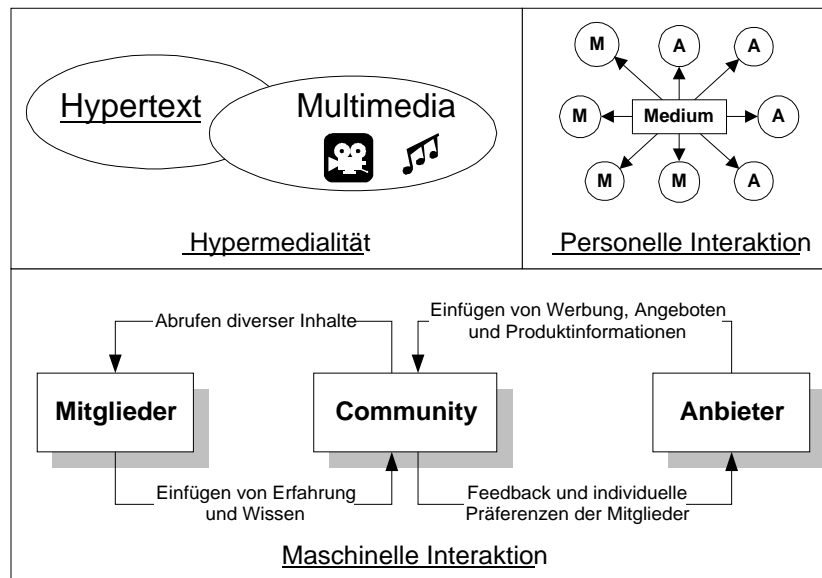 Hypertext
Multimedia
Hypermedialität
M
A
A
M
Medium
A
M
M
A
Personelle Interaktion
Abrufen diverser Inhalte
Einfügen von Werbung, Angeboten
und Produktinformationen
Mitglieder
Community
Anbieter
Einfügen von Erfahrung
und Wissen
Feedback und individuelle
Präferenzen der Mitglieder
Maschinelle Interaktion